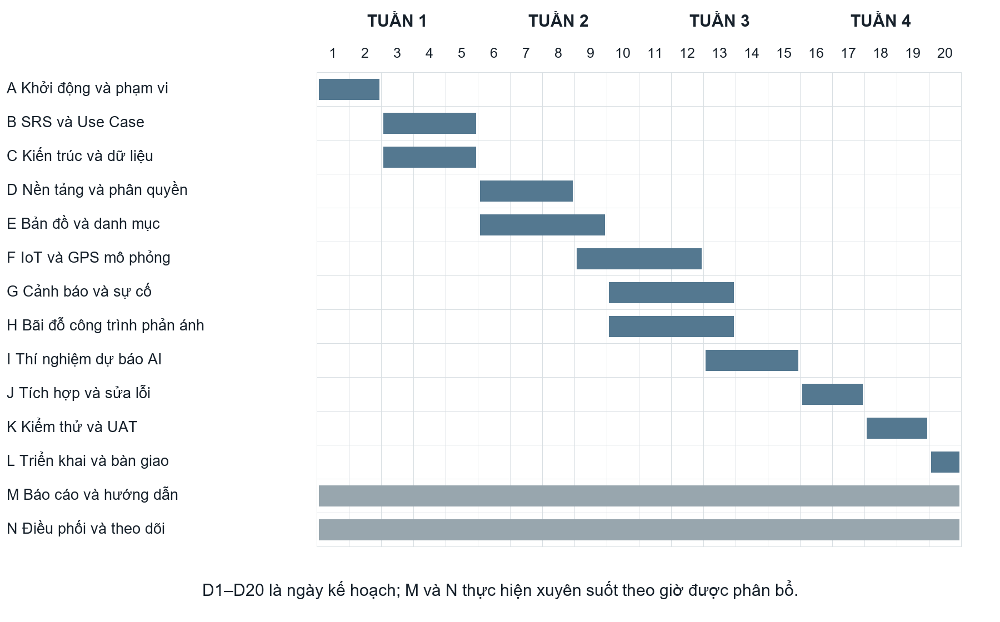 TUẦN 1 TUẦN 2 TUẦN 3 TUẦN 4
1 2 3 4 5 6 7 8 9 10 11 12 13 14 15 16 17 18 19 20
A Khởi động và phạm vi
B SRS và Use Case
C Kiến trúc và dữ liệu
D Nền tảng và phân quyền
E Bản đồ và danh mục
F IoT và GPS mô phỏng
G Cảnh báo và sự cố
H Bãi đỗ công trình phản ánh
I Thí nghiệm dự báo AI
J Tích hợp và sửa lỗi
K Kiểm thử và UAT
L Triển khai và bàn giao
M Báo cáo và hướng dẫn
N Điều phối và theo dõi
D1–D20 là ngày kế hoạch; M và N thực hiện xuyên suốt theo giờ được phân bổ.